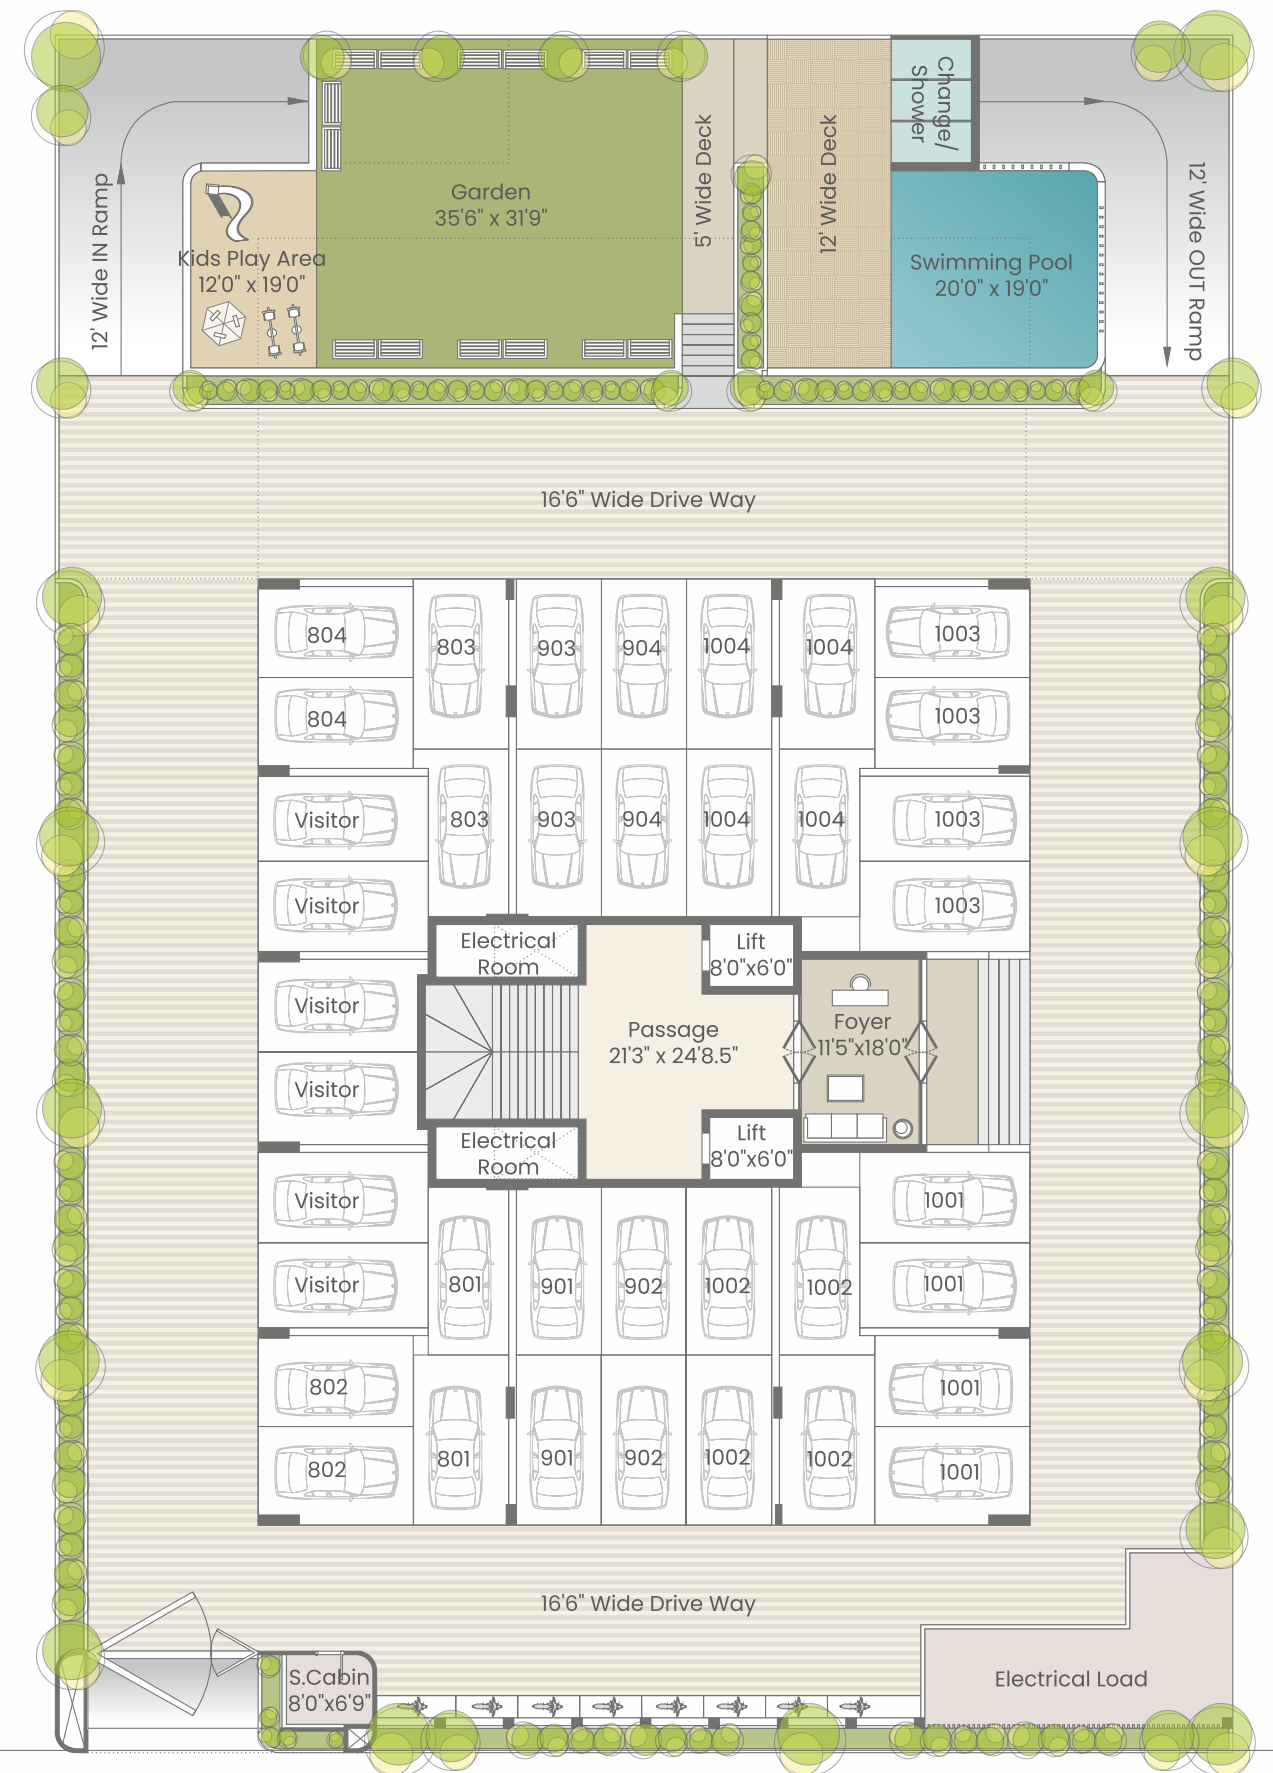 Change/
Shower
12' Wide IN Ramp
Garden
35'6" x 31'9"
5' Wide Deck
12' Wide Deck
12' Wide OUT Ramp
Kids Play Area
12'0" x 19'0"
Swimming Pool
20'0" x 19'0"
16'6" Wide Drive Way
804
803
903
904
1004
1004
1003
804
1003
Visitor
803
903
904
1004
1004
1003
Visitor
1003
Electrical
Room
Lift
8'0"x6'0"
Visitor
Passage
21'3" x 24'8.5"
Foyer
11'5"x18'0"
Visitor
Electrical
Room
Lift
8'0"x6'0"
Visitor
1001
Visitor
801
901
902
1002
1002
1001
802
1001
802
801
901
902
1002
1002
1001
16'6" Wide Drive Way
S.Cabin
8'0"x6'9"
Electrical Load